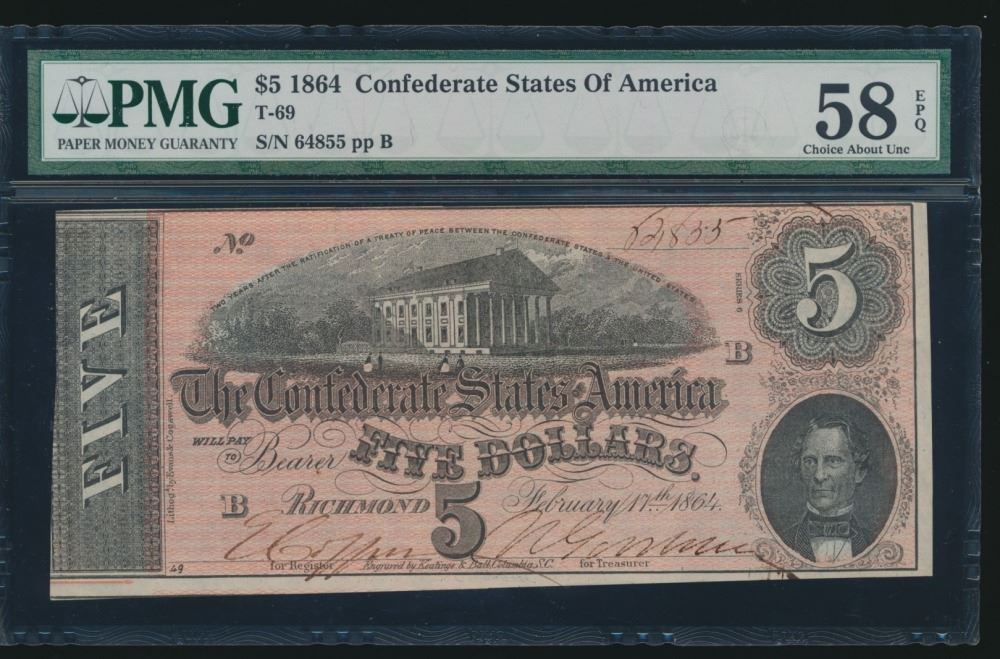 PMG
PAPER MONEY GUARANTY
$5 1864 Confederate States Of America
T-69
S/N 64855 pp B
58
EPQ
Choice About Unc
No
TWO YEARS AFTER THE RATIFICATION OF A TREATY OF PEACE BETWEEN THE CONFEDERATE STATES & THE UNITED STATES
5
6 SERIES
B
FIVE
The Confederate States of America
WILL PAY
TO Bearer FIVE DOLLARS.
B RICHMOND 5 February 17th. 1864.
49
for Register Engraved by Keatinge & Ball, Columbia, S.C. for Treasurer